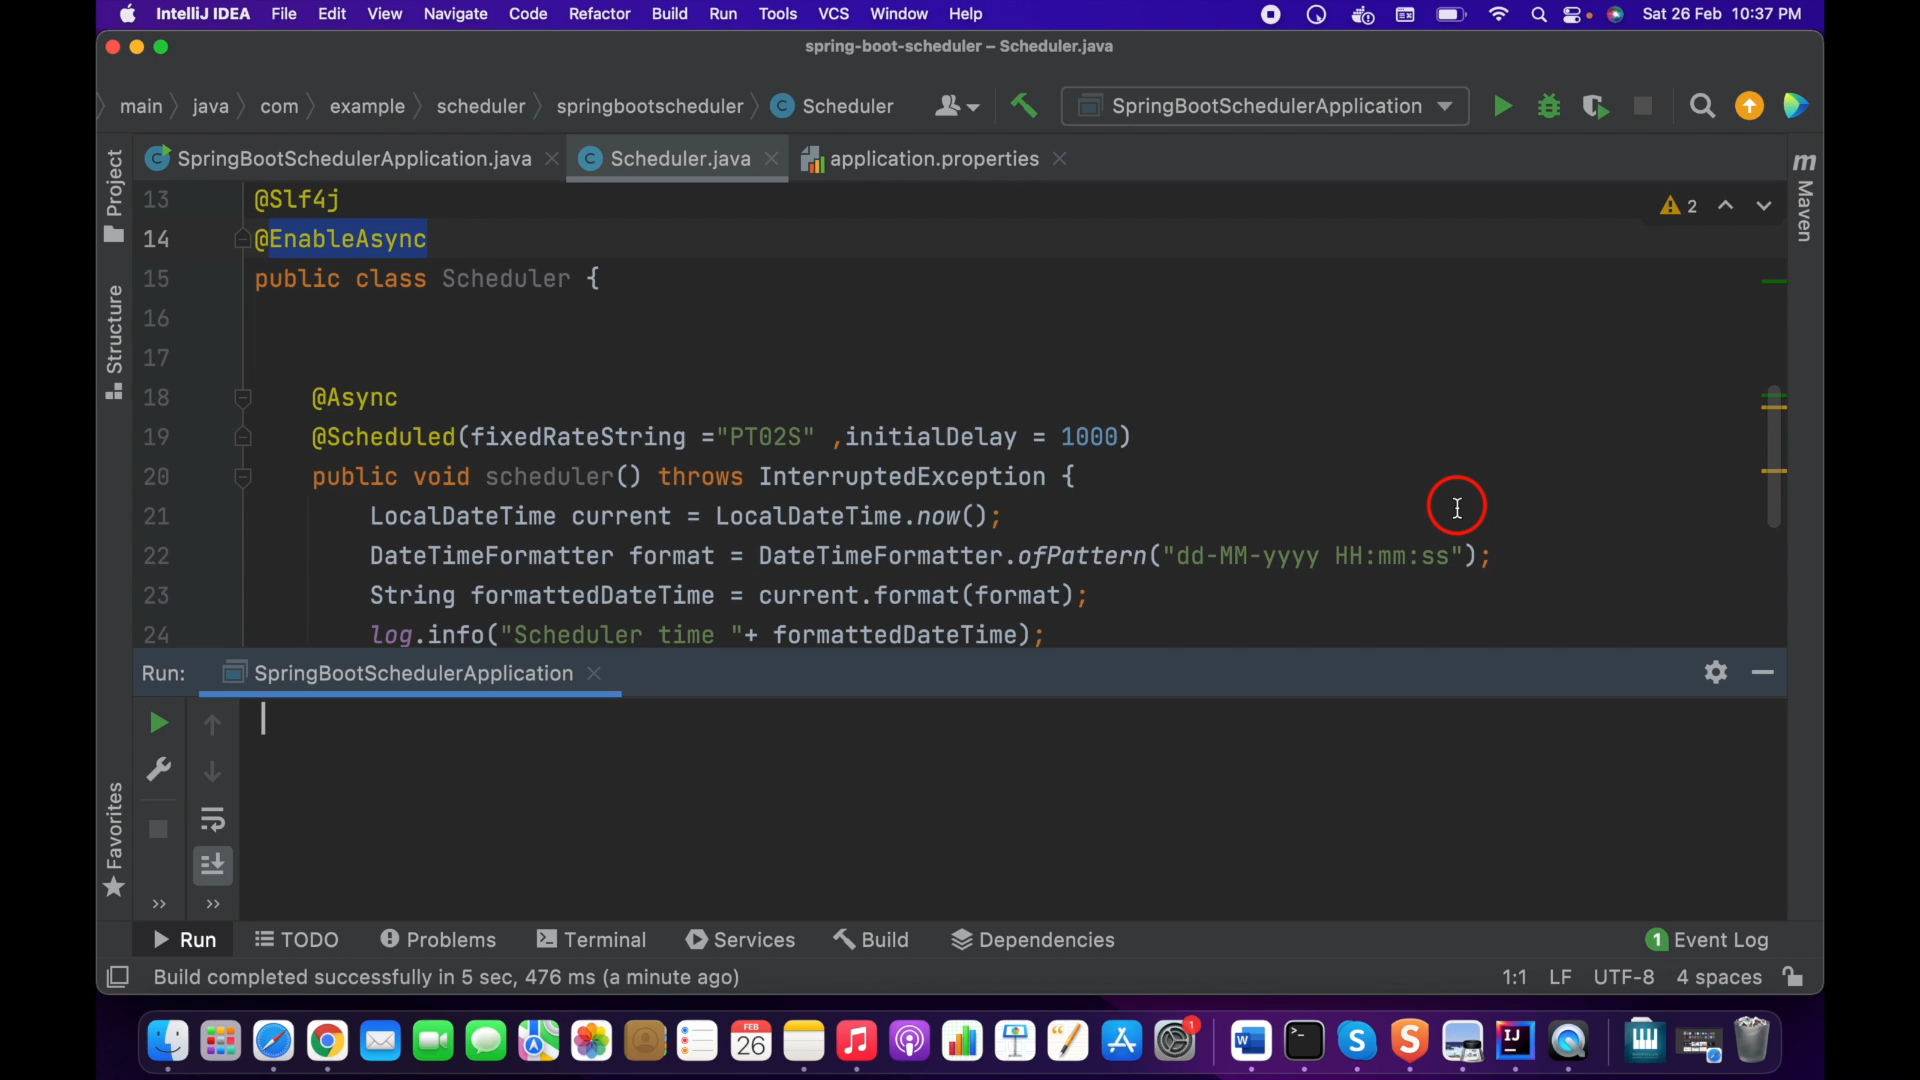 IntelliJ IDEA File Edit View Navigate Code Refactor Build Run Tools VCS Window Help Sat 26 Feb 10:37 PM
spring-boot-scheduler – Scheduler.java
main java com example scheduler springbootscheduler C Scheduler SpringBootSchedulerApplication
C SpringBootSchedulerApplication.java C Scheduler.java application.properties
Project
Structure
Favorites
m Maven
2
13 @Slf4j
14 @EnableAsync
15 public class Scheduler {
16
17
18 @Async
19 @Scheduled(fixedRateString ="PT02S" ,initialDelay = 1000)
20 public void scheduler() throws InterruptedException {
21 LocalDateTime current = LocalDateTime.now();
22 DateTimeFormatter format = DateTimeFormatter.ofPattern("dd-MM-yyyy HH:mm:ss");
23 String formattedDateTime = current.format(format);
24 log.info("Scheduler time "+ formattedDateTime);
Run: SpringBootSchedulerApplication
Run TODO Problems Terminal Services Build Dependencies 1 Event Log
Build completed successfully in 5 sec, 476 ms (a minute ago) 1:1 LF UTF-8 4 spaces
FEB
26
1
W
S
S
IJ